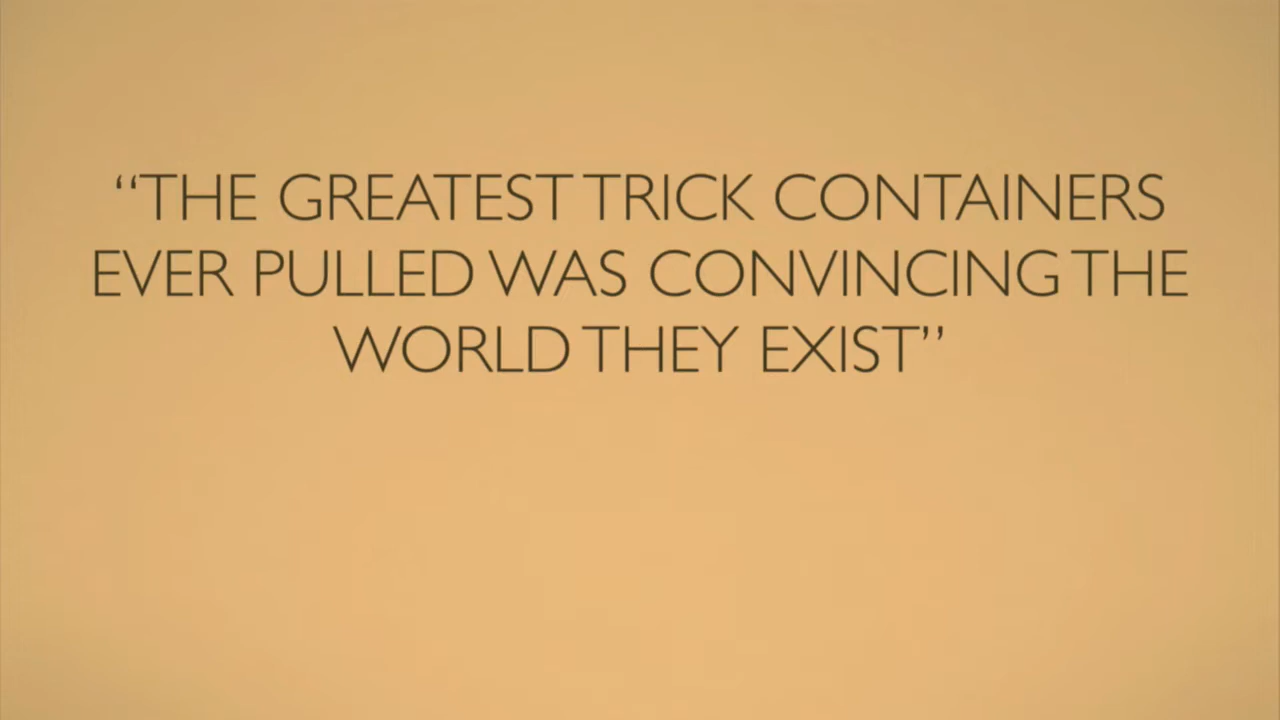 “THE GREATEST TRICK CONTAINERS
EVER PULLED WAS CONVINCING THE
WORLD THEY EXIST”